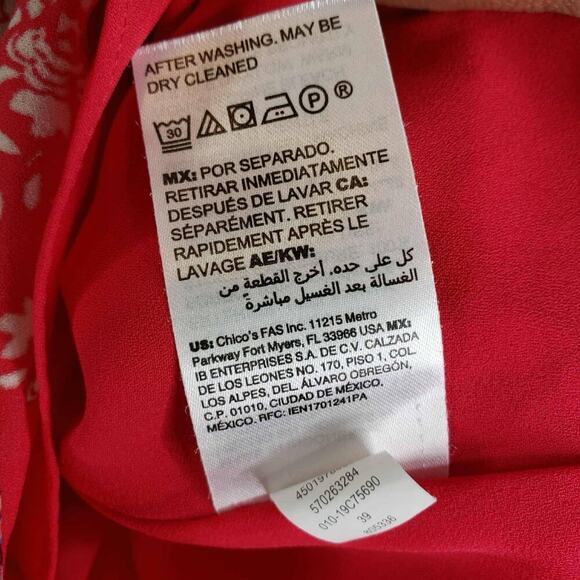 AFTER WASHING. MAY BE
DRY CLEANED
30 P ®
MX: POR SEPARADO.
RETIRAR INMEDIATAMENTE
DESPUÉS DE LAVAR CA:
SÉPARÉMENT. RETIRER
RAPIDEMENT APRÈS LE
LAVAGE AE/KW:
كل على حده. أخرج القطعة من
الغسالة بعد الغسيل مباشرة
US: Chico's FAS Inc. 11215 Metro
Parkway Fort Myers, FL 33966 USA MX:
IB ENTERPRISES S.A. DE C.V. CALZADA
DE LOS LEONES NO. 170, PISO 1, COL.
LOS ALPES, DEL. ÁLVARO OBREGÓN,
C.P. 01010, CIUDAD DE MÉXICO.
MÉXICO. RFC: IEN1701241PA
570263284
010-19C75690
39
805336